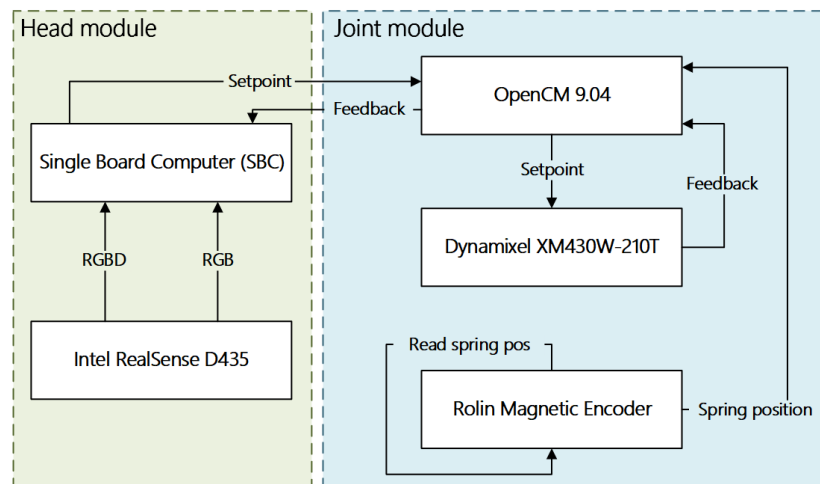 Head module
Joint module
Setpoint
OpenCM 9.04
Feedback
Single Board Computer (SBC)
Setpoint
Feedback
Dynamixel XM430W-210T
RGBD
RGB
Intel RealSense D435
Read spring pos
Rolin Magnetic Encoder
Spring position